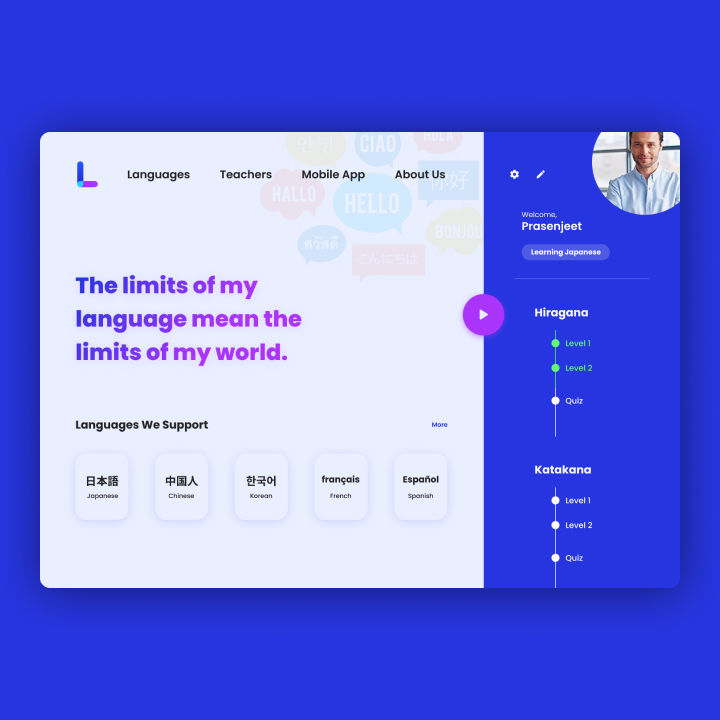 안녕
CIAO
HOLA
Languages
Teachers
Mobile App
About Us
HALLO
HELLO
你好
สวัสดี
こんにちは
BONJOU
The limits of my
language mean the
limits of my world.
Languages We Support
More
日本語
Japanese
中国人
Chinese
한국어
Korean
français
French
Español
Spanish
Welcome,
Prasenjeet
Learning Japanese
Hiragana
Level 1
Level 2
Quiz
Katakana
Level 1
Level 2
Quiz